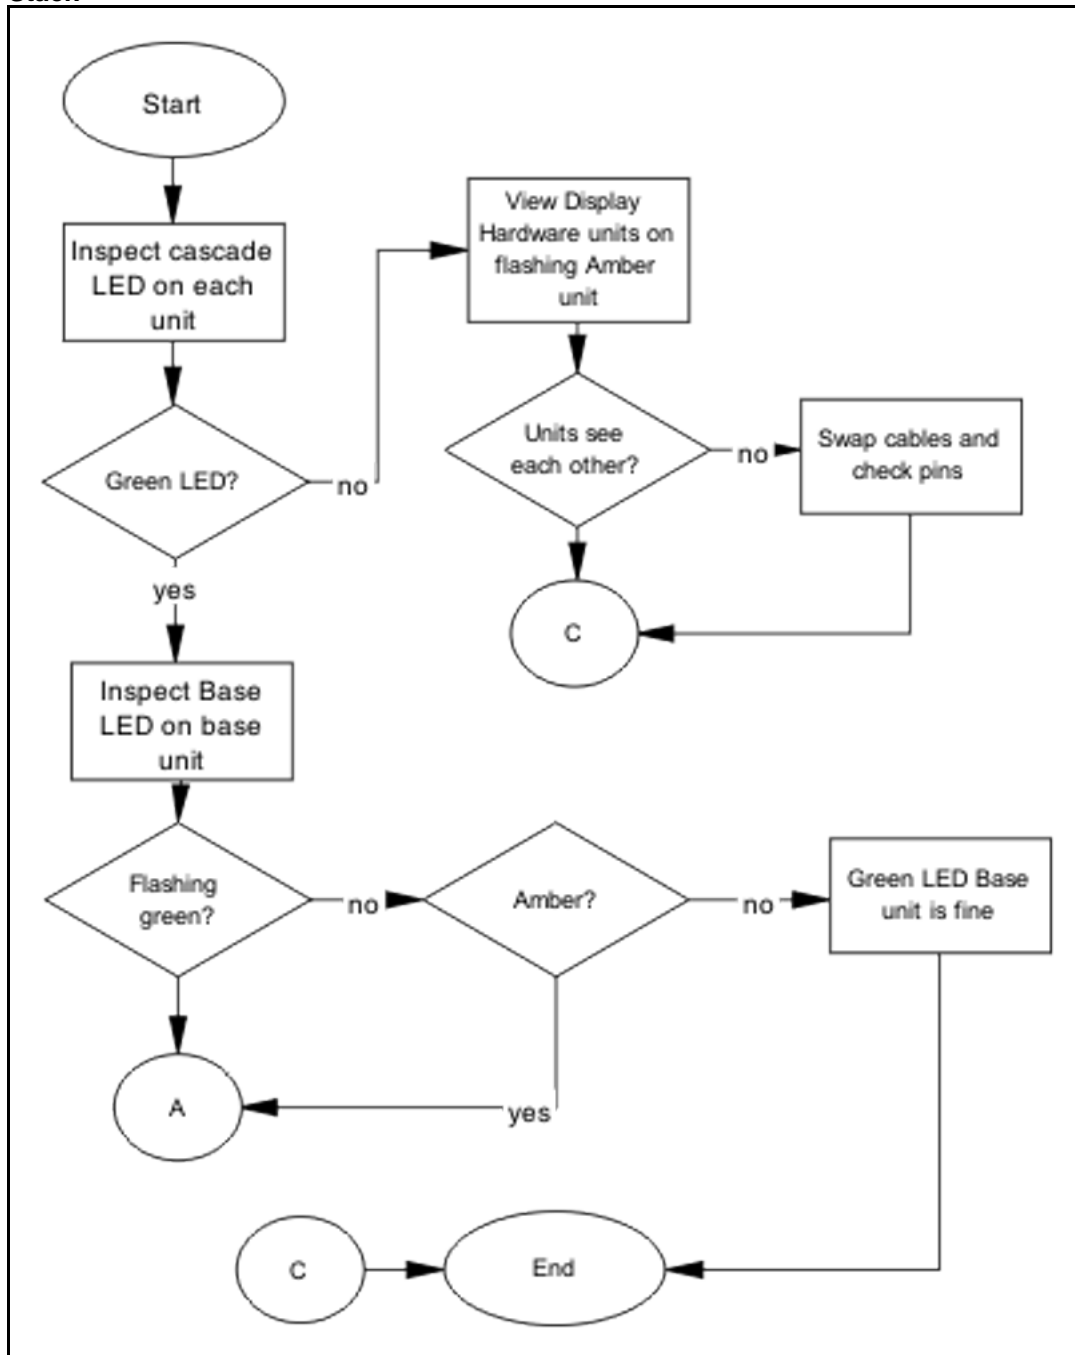 Start
Inspect cascade
LED on each
unit
Green LED?
no
yes
View Display
Hardware units on
flashing Amber
unit
Units see
each other?
no
Swap cables and
check pins
C
Inspect Base
LED on base
unit
Flashing
green?
no
Amber?
no
Green LED Base
unit is fine
A
yes
C
End